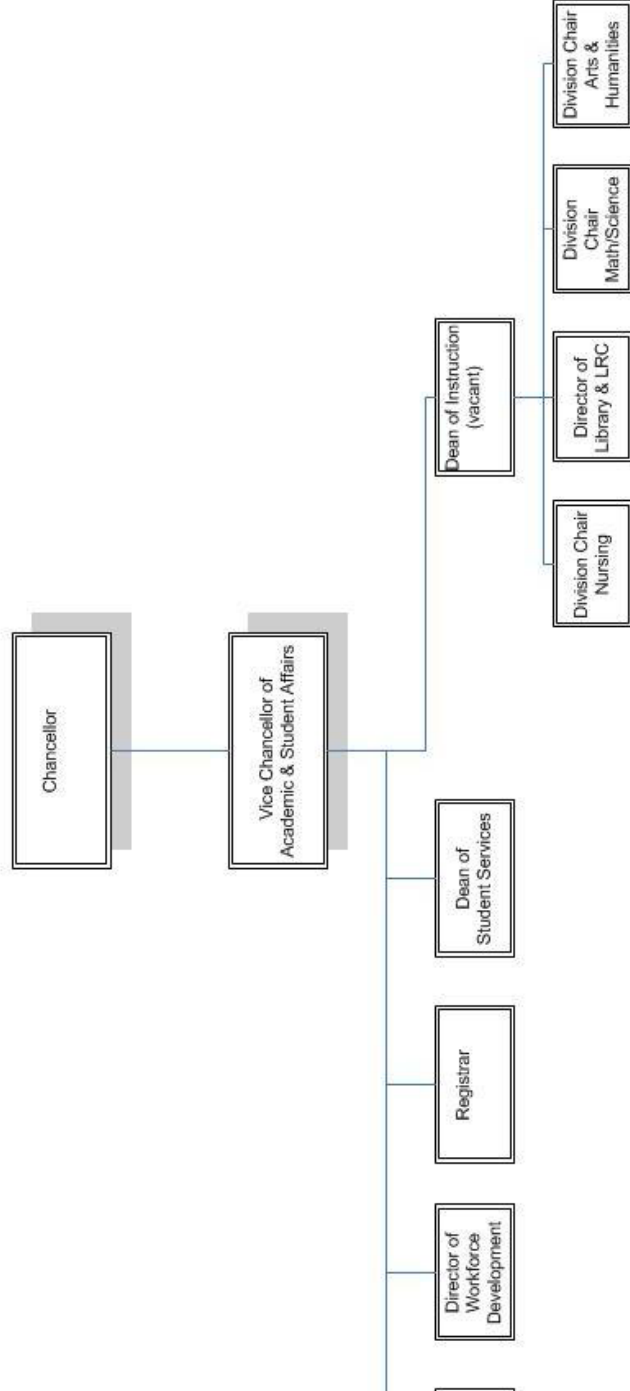 Chancellor
Vice Chancellor of
Academic & Student Affairs
Director of
Workforce
Development
Registrar
Dean of
Student Services
Dean of Instruction
(vacant)
Division Chair
Nursing
Director of
Library & LRC
Division
Chair
Math/Science
Division Chair
Arts &
Humanities